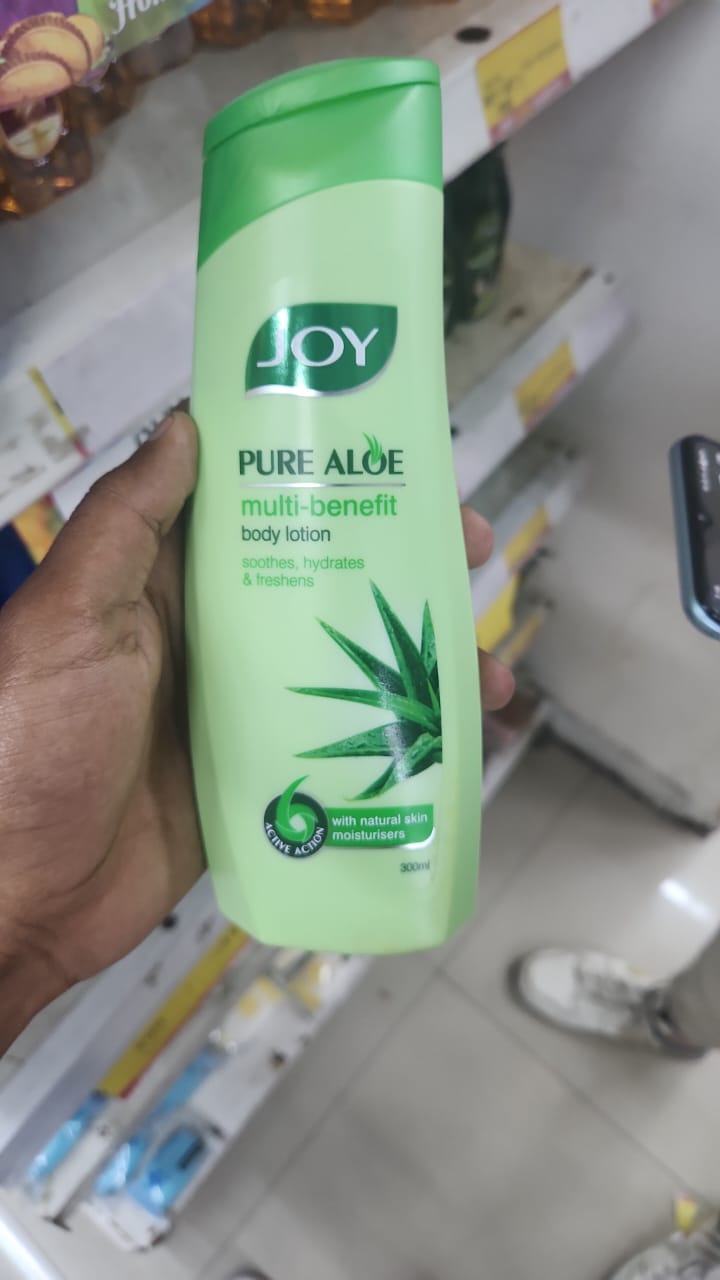 JOY
PURE ALOE
multi-benefit
body lotion
soothes, hydrates
& freshens
ACTIVE ACTION
with natural skin
moisturisers
300ml